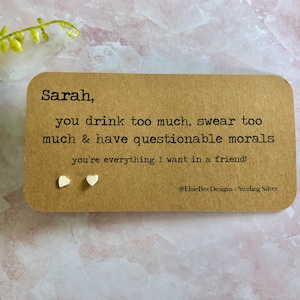 Sarah,
you drink too much, swear too
much & have questionable morals
you're everything I want in a friend!
@ElsieBeeDesigns - Sterling Silver